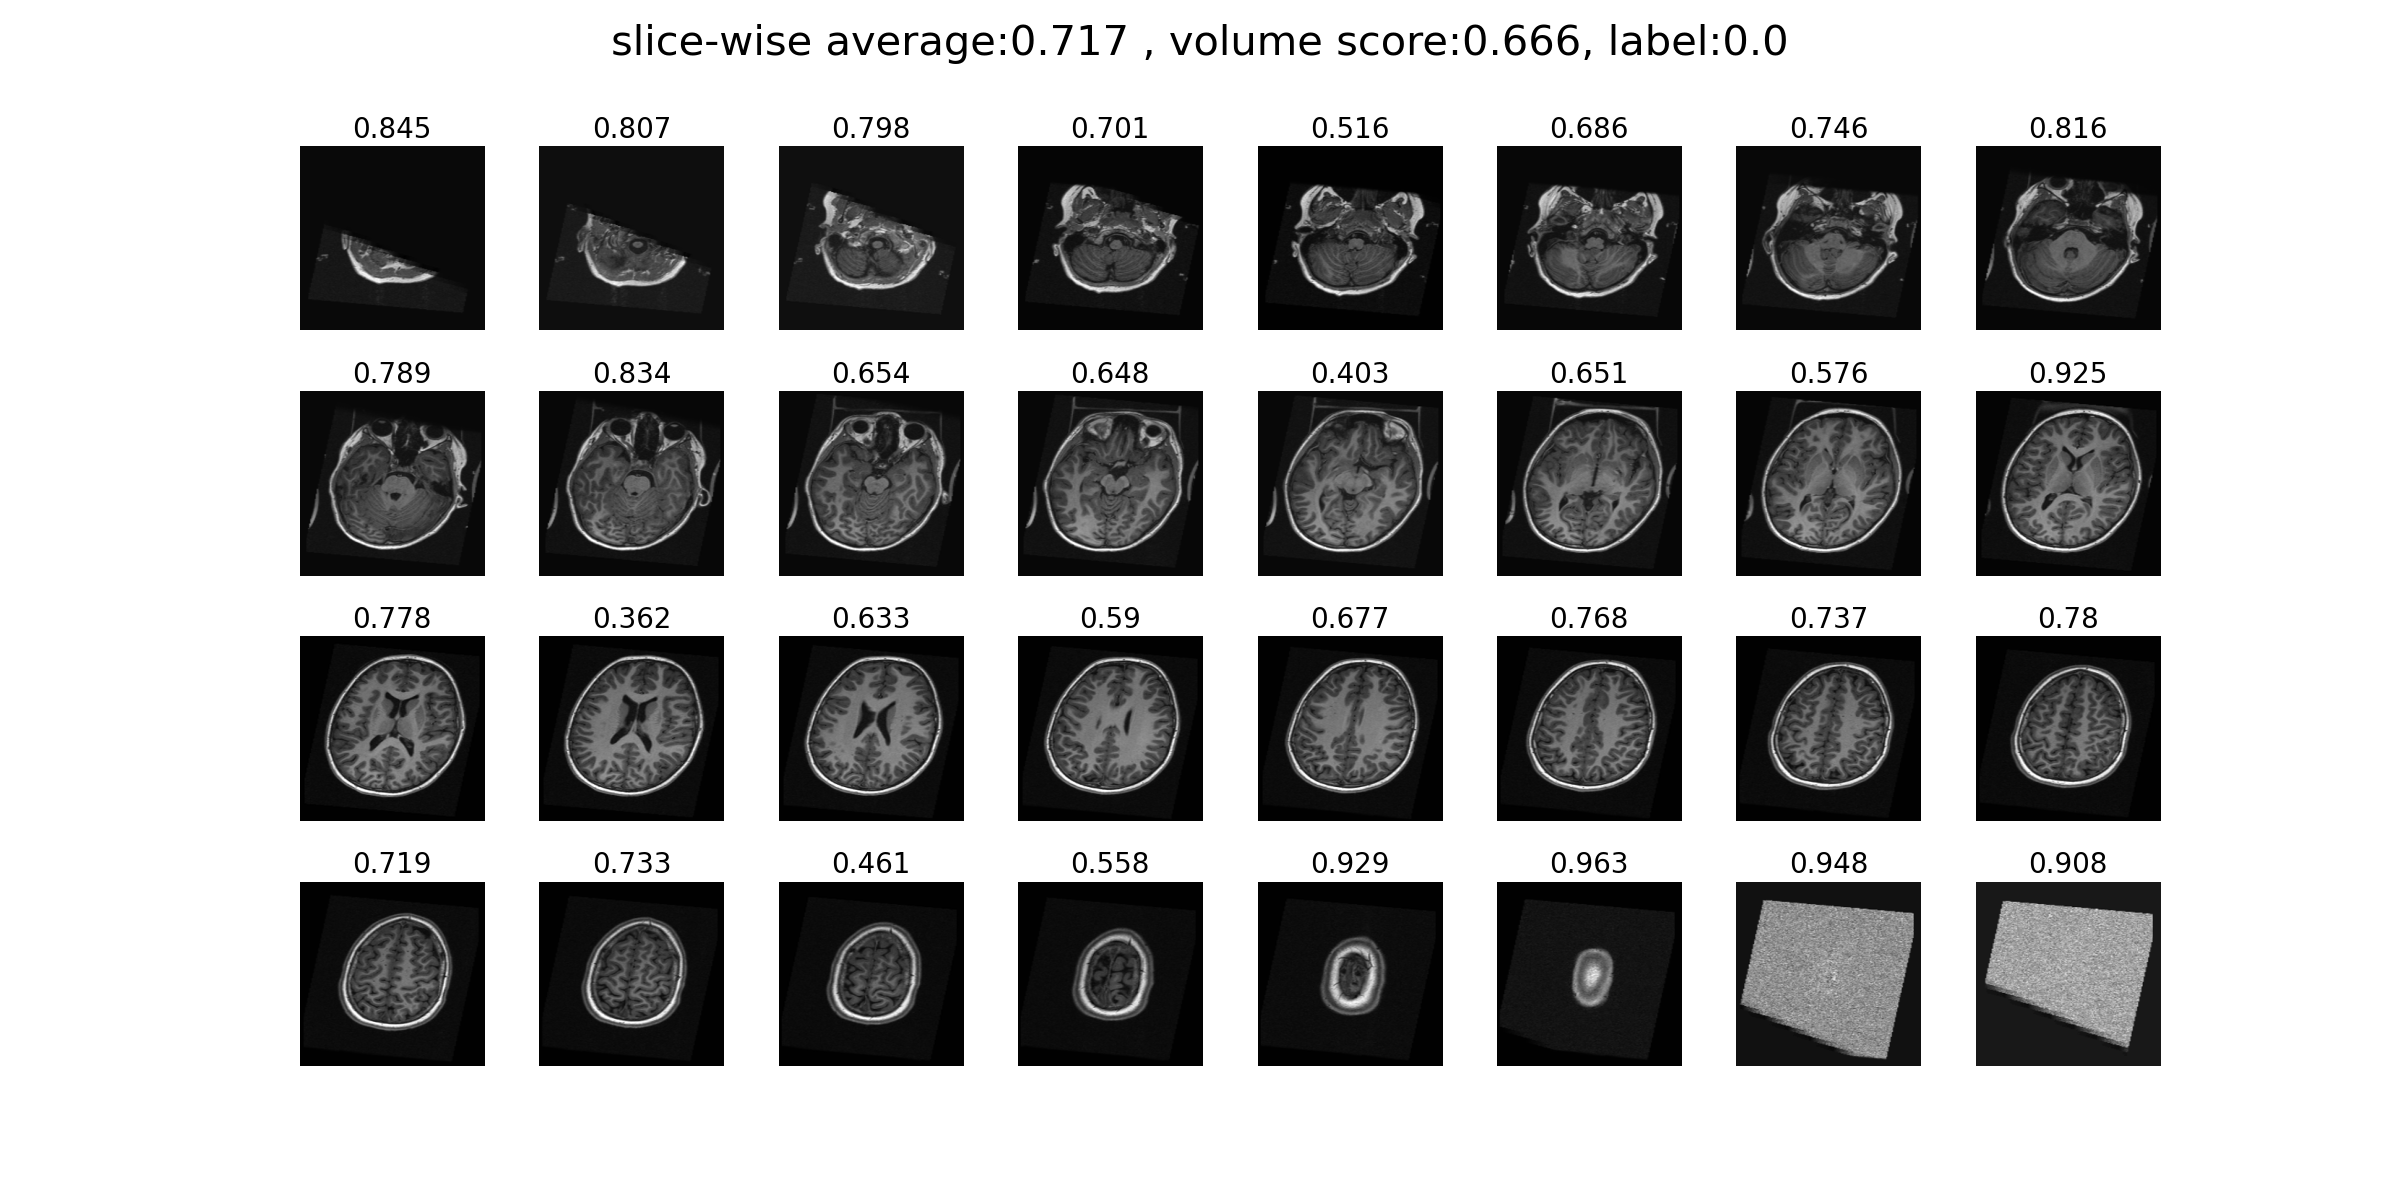 slice-wise average:0.717 , volume score:0.666, label:0.0
0.845 0.807 0.798 0.701 0.516 0.686 0.746 0.816
0.789 0.834 0.654 0.648 0.403 0.651 0.576 0.925
0.778 0.362 0.633 0.59 0.677 0.768 0.737 0.78
0.719 0.733 0.461 0.558 0.929 0.963 0.948 0.908